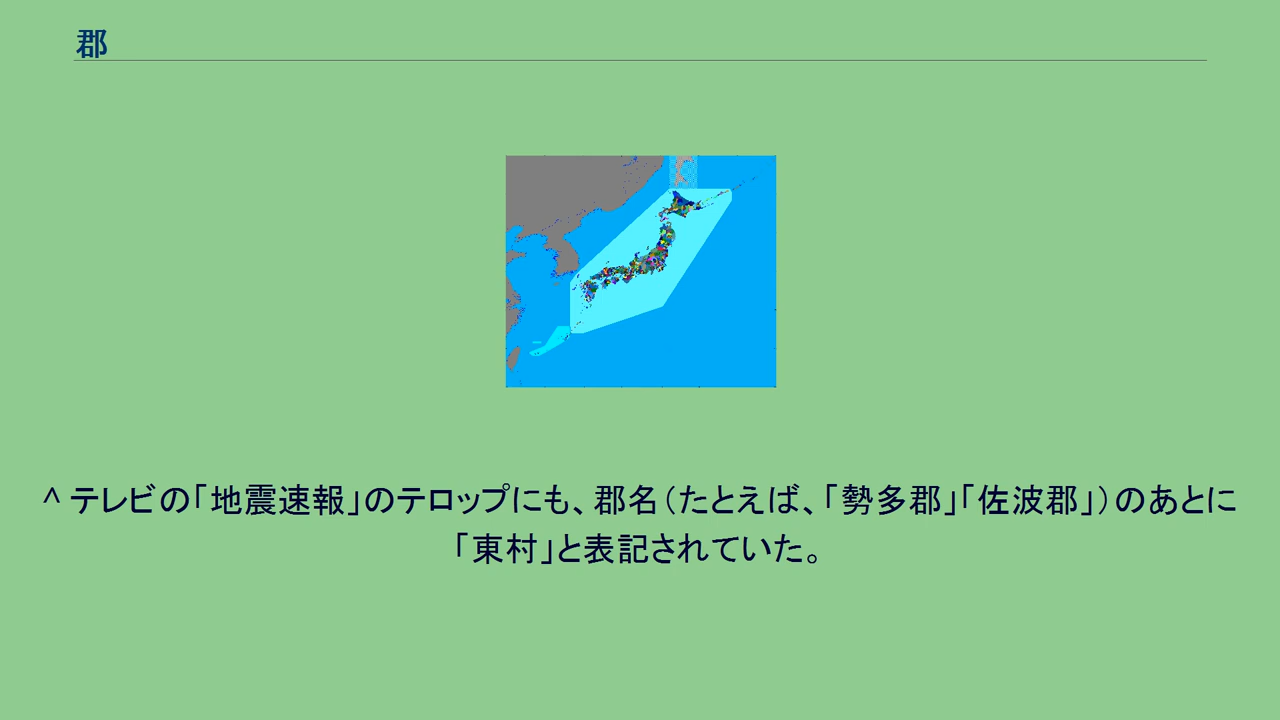 郡
^ テレビの「地震速報」のテロップにも、郡名（たとえば、「勢多郡」「佐波郡」）のあとに
「東村」と表記されていた。